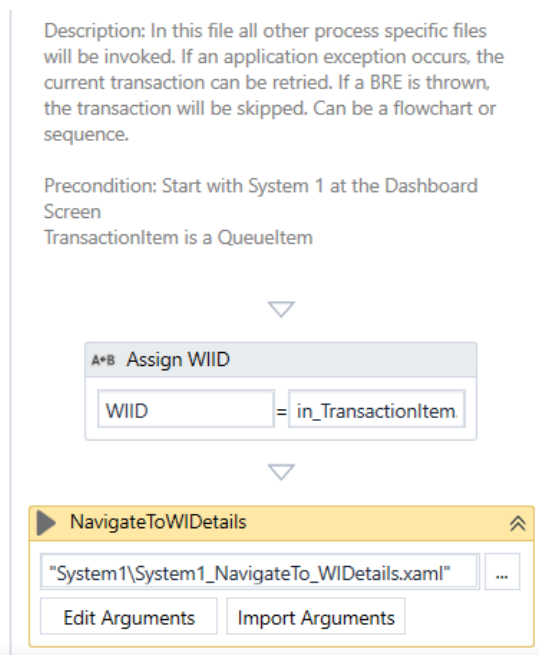 Description: In this file all other process specific files
will be invoked. If an application exception occurs, the
current transaction can be retried. If a BRE is thrown,
the transaction will be skipped. Can be a flowchart or
sequence.
Precondition: Start with System 1 at the Dashboard
Screen
TransactionItem is a QueueItem
A+B Assign WIID
WIID = in_TransactionItem.
NavigateToWIDetails
"System1\System1_NavigateTo_WIDetails.xaml" ...
Edit Arguments Import Arguments